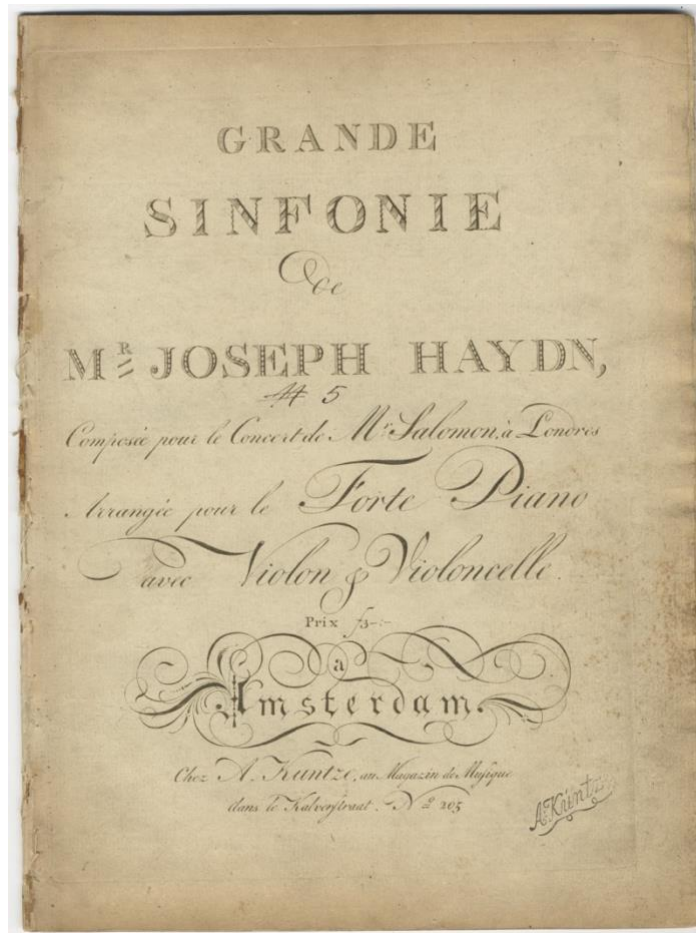 GRANDE
SINFONIE
de
Mr. JOSEPH HAYDN,
# 5
Composée pour le Concert de Mr. Salomon, à Londres
Arrangée pour le Forte Piano
avec Violon & Violoncelle.
Prix f3-:-
a
Amsterdam.
Chez A. Kuntze, au Magazin de Musique
dans le Kalverstraat. No 205
A. Kuntze